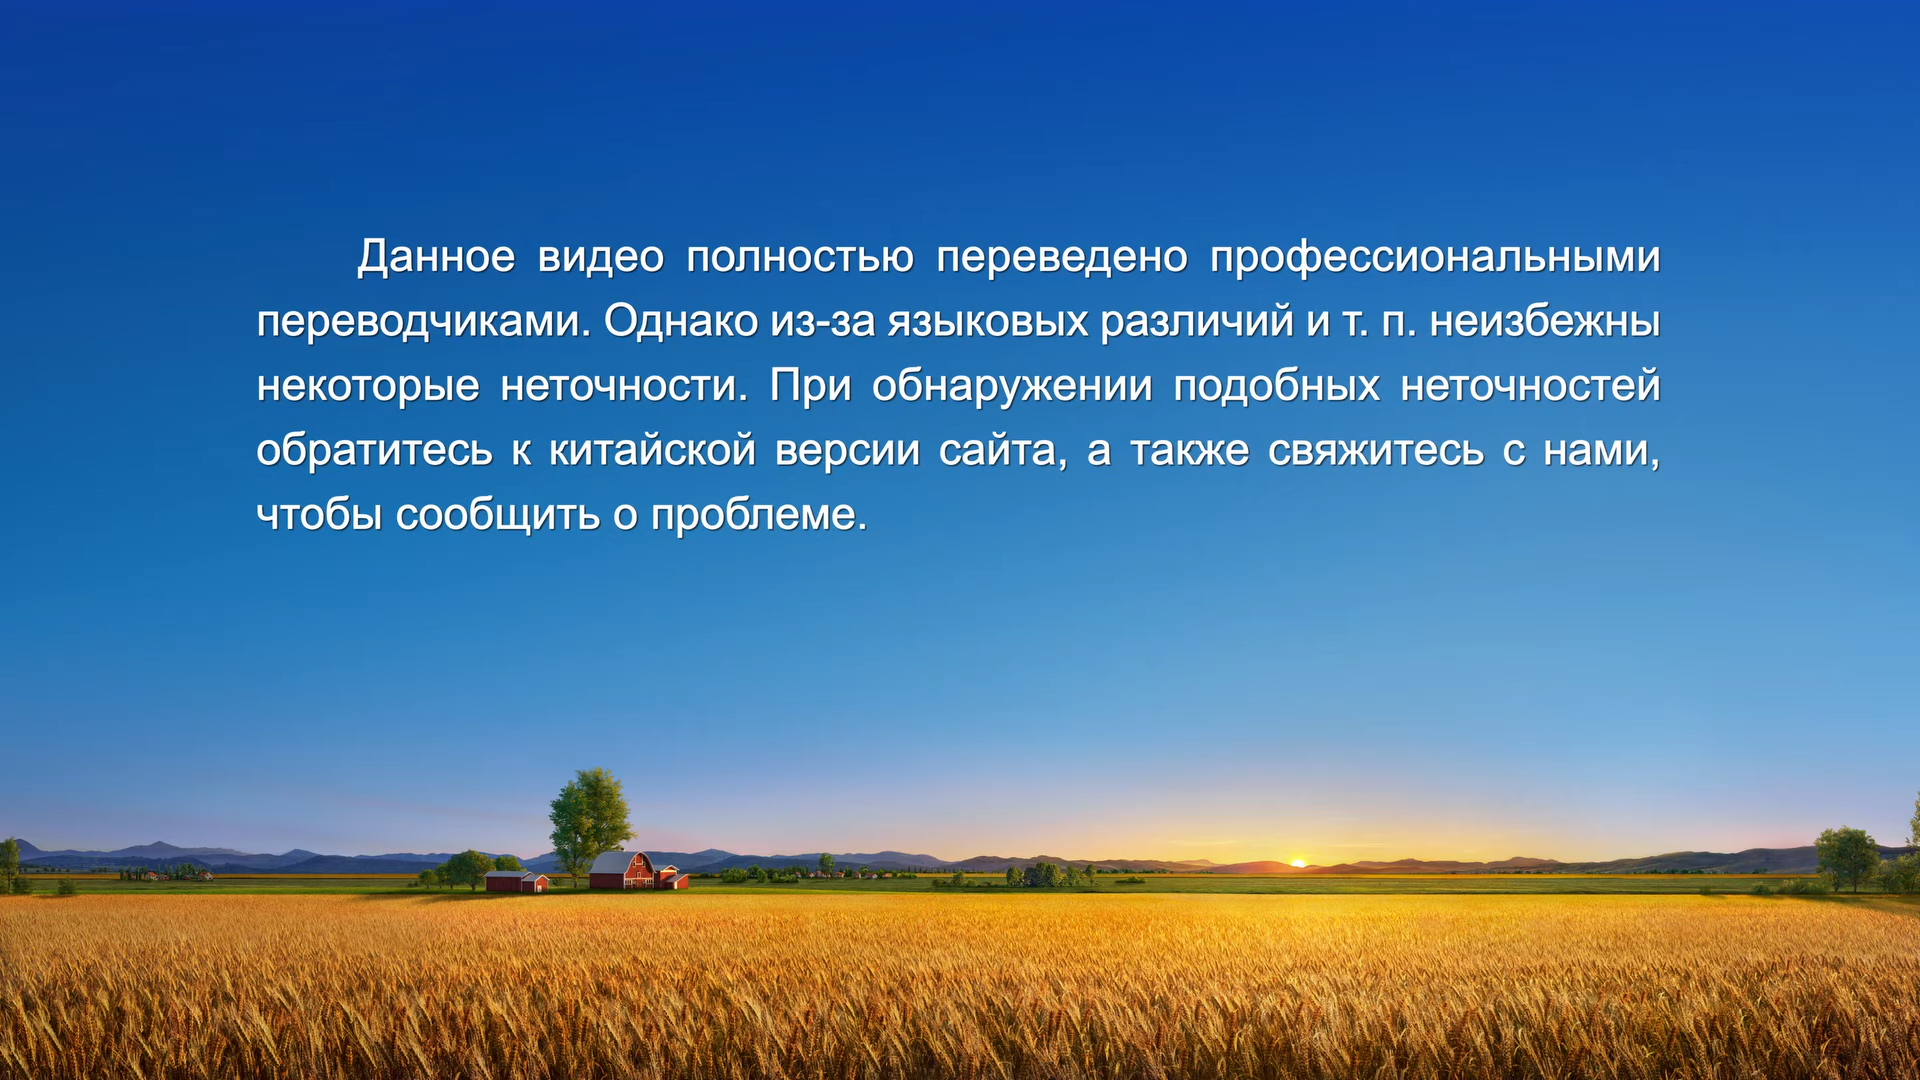 Данное видео полностью переведено профессиональными
переводчиками. Однако из-за языковых различий и т. п. неизбежны
некоторые неточности. При обнаружении подобных неточностей
обратитесь к китайской версии сайта, а также свяжитесь с нами,
чтобы сообщить о проблеме.